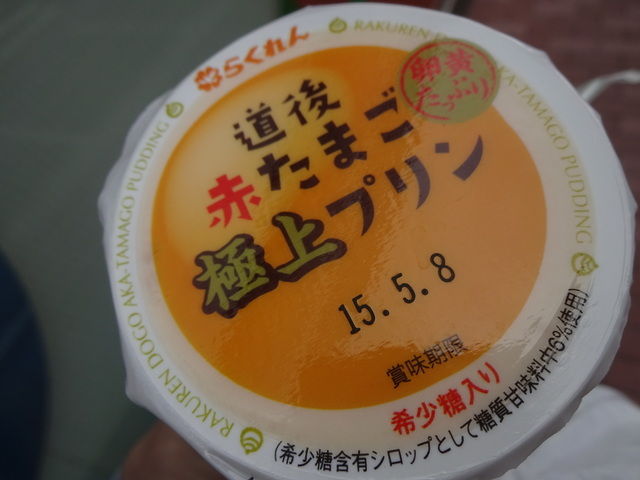 らくれん
RAKUREN DOGO AKA-TAMAGO PUDDING
卵黄
たっぷり
道後
赤たまご
極上プリン
15.5.8
賞味期限
希少糖入り
(希少糖含有シロップとして糖質甘味料中6%使用)
RAKUREN DOGO AKA-TAMAGO PUDDING